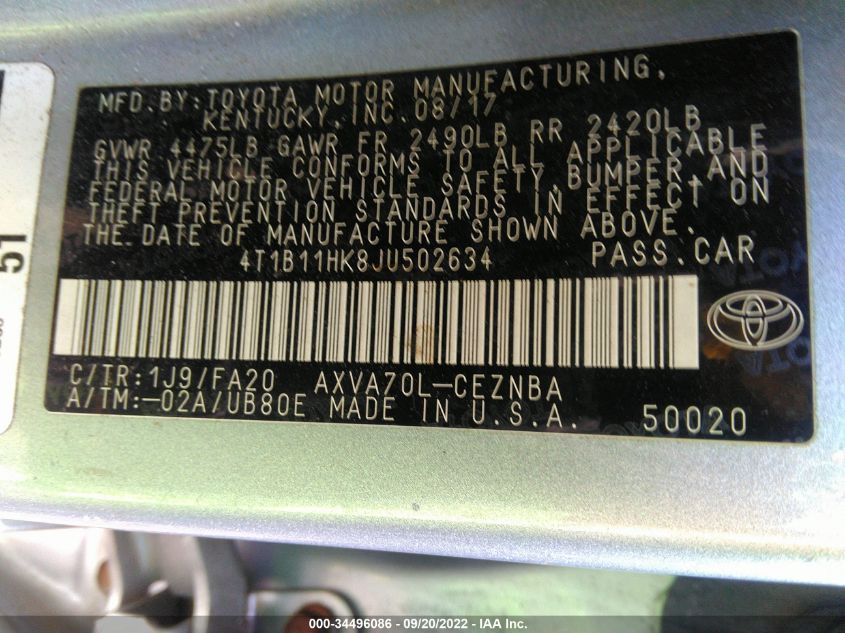 MFD. BY: TOYOTA MOTOR MANUFACTURING,
KENTUCKY, INC. 08/17
GVWR 4475LB GAWR FR 2490LB RR 2420LB
THIS VEHICLE CONFORMS TO ALL APPLICABLE
FEDERAL MOTOR VEHICLE SAFETY, BUMPER, AND
THEFT PREVENTION STANDARDS IN EFFECT ON
THE DATE OF MANUFACTURE SHOWN ABOVE.
4T1B11HK8JU502634 PASS. CAR
C/TR: 1J9/FA20 AXVA70L-CEZNBA
A/TM: -02A/UB80E MADE IN U.S.A. 50020
51
000-34496086 - 09/20/2022 - IAA Inc.